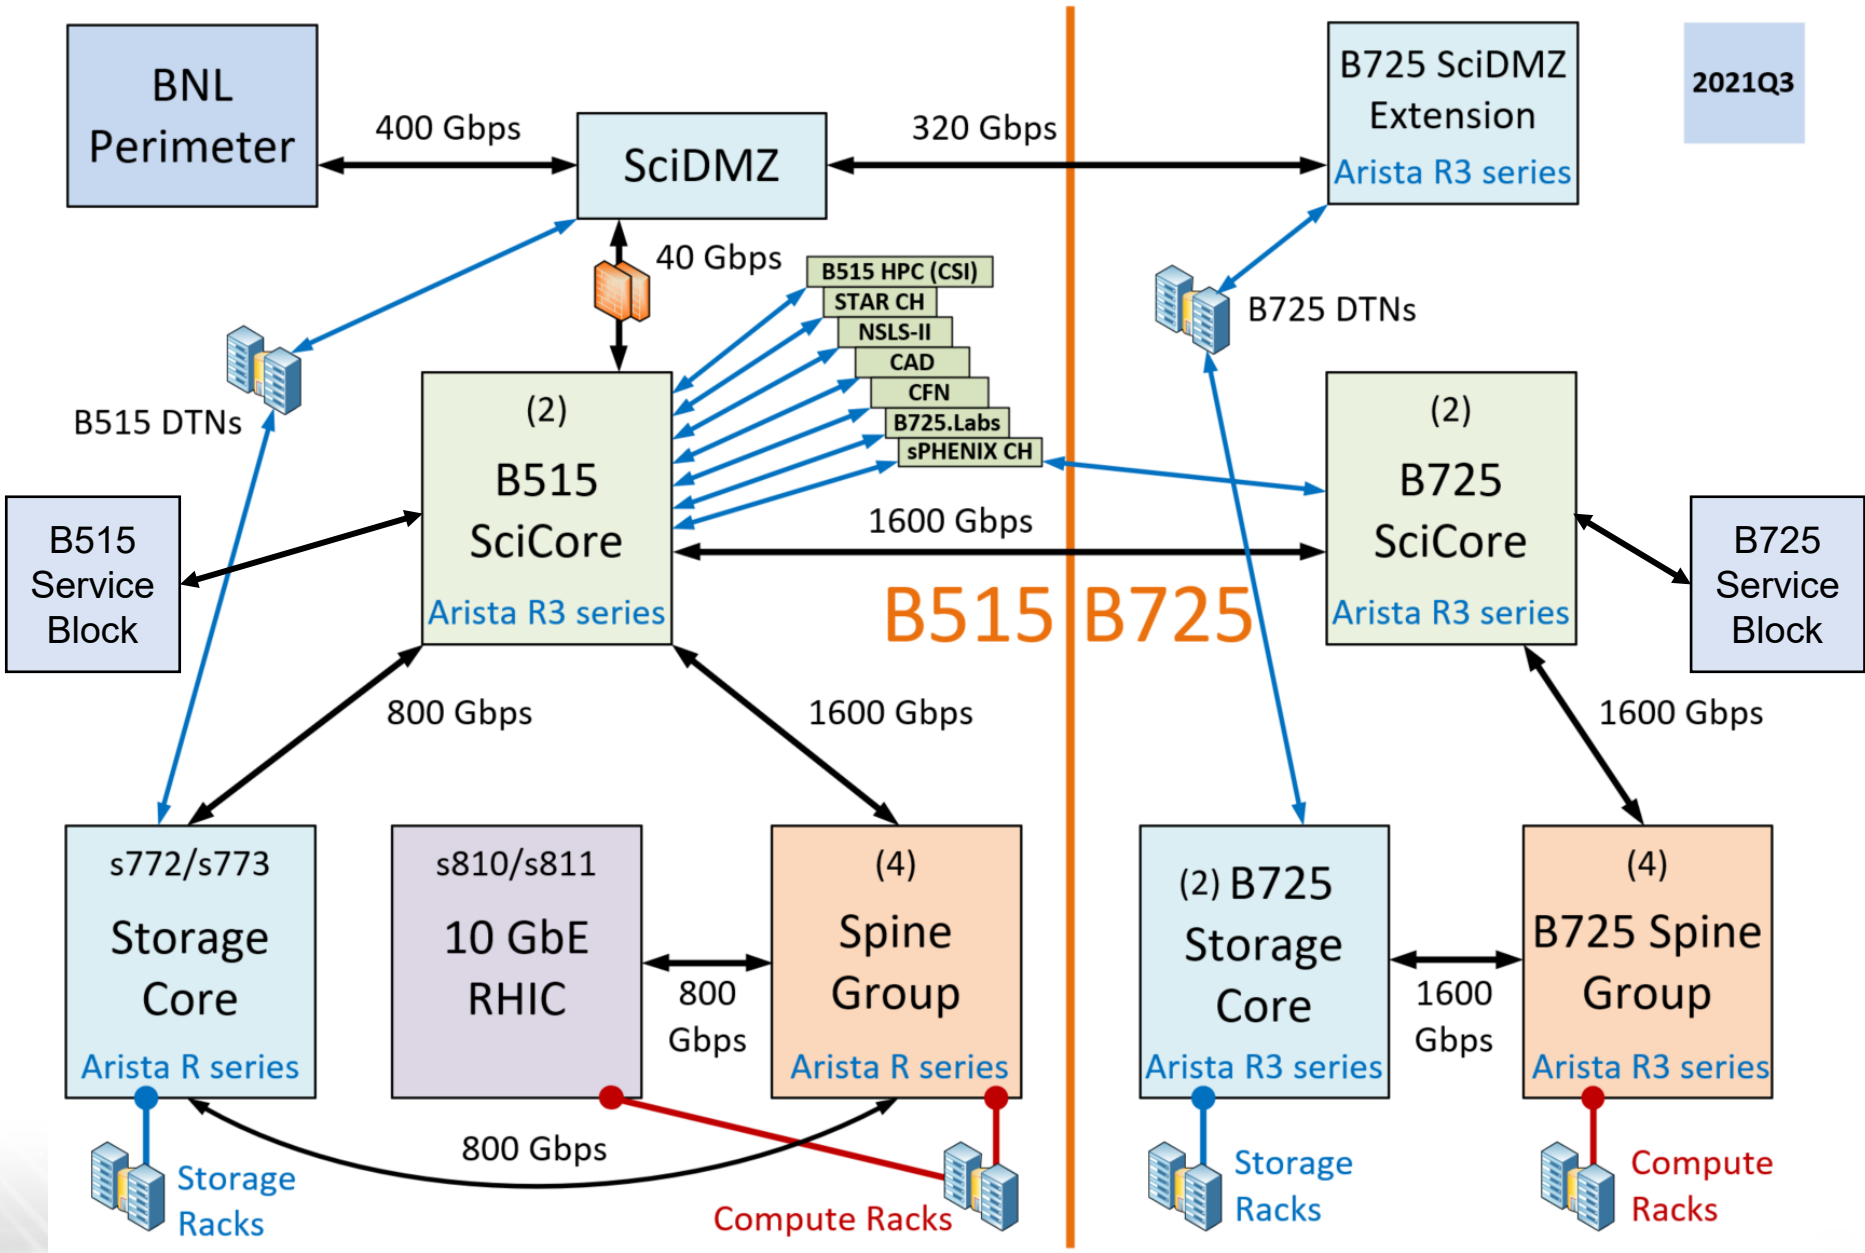 BNL
Perimeter
400 Gbps
SciDMZ
320 Gbps
B725 SciDMZ
Extension
Arista R3 series
2021Q3
40 Gbps
B515 HPC (CSI)
STAR CH
NSLS-II
CAD
CFN
B725.Labs
sPHENIX CH
B725 DTNs
B515 DTNs
(2)
B515
SciCore
Arista R3 series
1600 Gbps
(2)
B725
SciCore
Arista R3 series
B515
Service
Block
B725
Service
Block
B515
B725
800 Gbps
1600 Gbps
1600 Gbps
s772/s773
Storage
Core
Arista R series
s810/s811
10 GbE
RHIC
800
Gbps
(4)
Spine
Group
Arista R series
(2) B725
Storage
Core
Arista R3 series
1600
Gbps
(4)
B725 Spine
Group
Arista R3 series
800 Gbps
Storage
Racks
Compute Racks
Storage
Racks
Compute
Racks